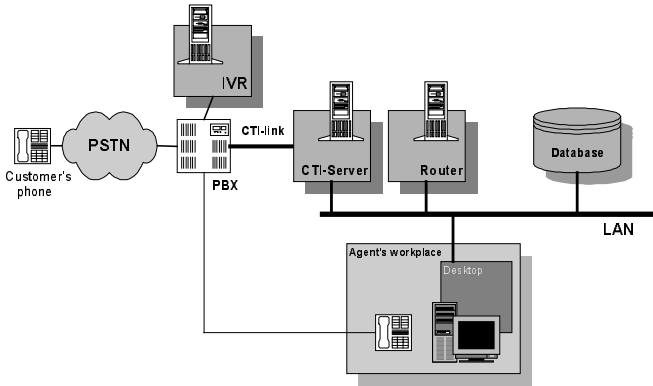 IVR
CTI-link
PSTN
Customer's
phone
PBX
CTI-Server
Router
Database
LAN
Agent's workplace
Desktop